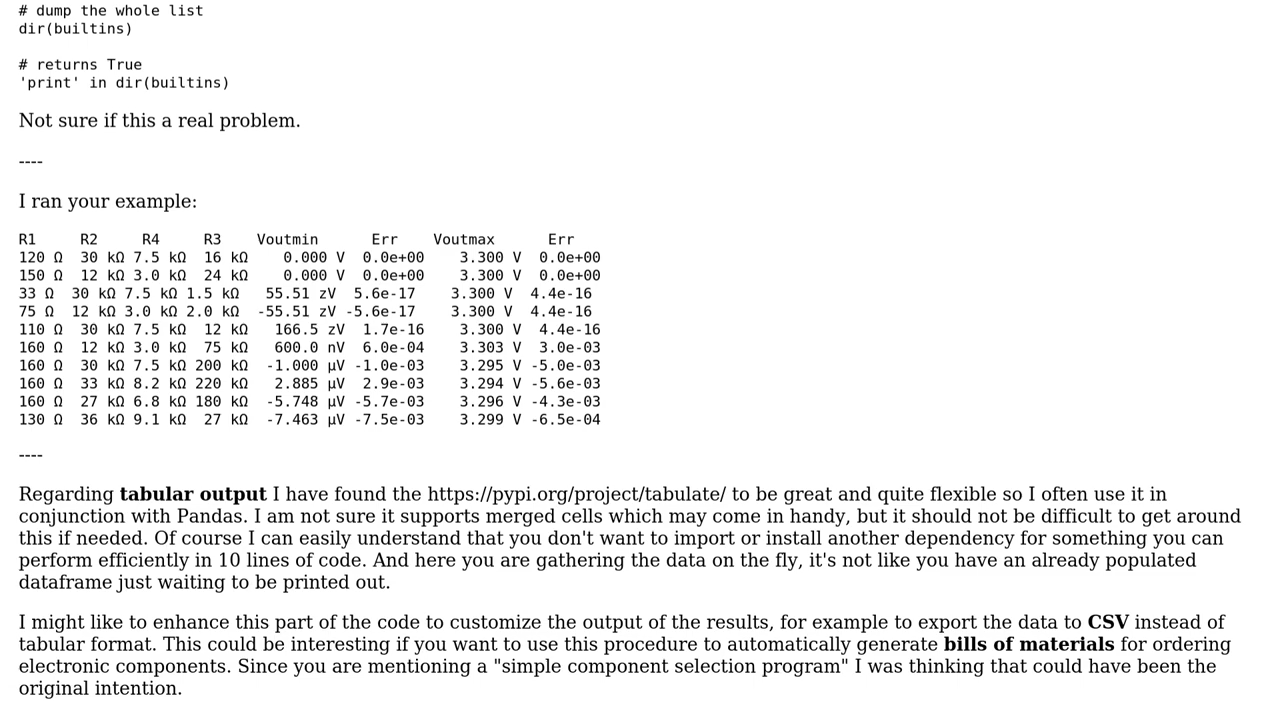 # dump the whole list
dir(builtins)
# returns True
'print' in dir(builtins)
Not sure if this a real problem.
----
I ran your example:
R1     R2     R4     R3    Voutmin      Err    Voutmax      Err
120 Ω  30 kΩ 7.5 kΩ  16 kΩ    0.000 V  0.0e+00    3.300 V  0.0e+00
150 Ω  12 kΩ 3.0 kΩ  24 kΩ    0.000 V  0.0e+00    3.300 V  0.0e+00
33 Ω  30 kΩ 7.5 kΩ 1.5 kΩ   55.51 zV  5.6e-17    3.300 V  4.4e-16
75 Ω  12 kΩ 3.0 kΩ 2.0 kΩ  -55.51 zV -5.6e-17    3.300 V  4.4e-16
110 Ω  30 kΩ 7.5 kΩ  12 kΩ   166.5 zV  1.7e-16    3.300 V  4.4e-16
160 Ω  12 kΩ 3.0 kΩ  75 kΩ   600.0 nV  6.0e-04    3.303 V  3.0e-03
160 Ω  30 kΩ 7.5 kΩ 200 kΩ  -1.000 µV -1.0e-03    3.295 V -5.0e-03
160 Ω  33 kΩ 8.2 kΩ 220 kΩ   2.885 µV  2.9e-03    3.294 V -5.6e-03
160 Ω  27 kΩ 6.8 kΩ 180 kΩ  -5.748 µV -5.7e-03    3.296 V -4.3e-03
130 Ω  36 kΩ 9.1 kΩ  27 kΩ  -7.463 µV -7.5e-03    3.299 V -6.5e-04
----
Regarding tabular output I have found the https://pypi.org/project/tabulate/ to be great and quite flexible so I often use it in
conjunction with Pandas. I am not sure it supports merged cells which may come in handy, but it should not be difficult to get around
this if needed. Of course I can easily understand that you don't want to import or install another dependency for something you can
perform efficiently in 10 lines of code. And here you are gathering the data on the fly, it's not like you have an already populated
dataframe just waiting to be printed out.
I might like to enhance this part of the code to customize the output of the results, for example to export the data to CSV instead of
tabular format. This could be interesting if you want to use this procedure to automatically generate bills of materials for ordering
electronic components. Since you are mentioning a "simple component selection program" I was thinking that could have been the
original intention.